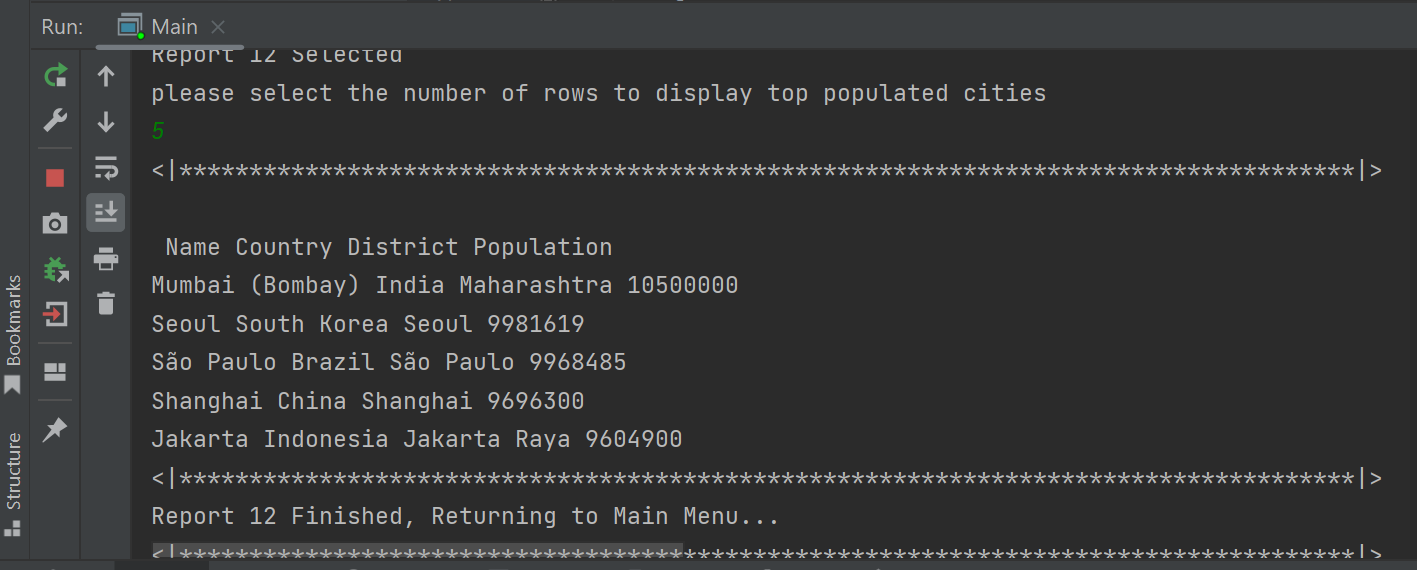 Run: Main
Report 12 Selected
please select the number of rows to display top populated cities
5
<|************************************************************************************|>
Name Country District Population
Mumbai (Bombay) India Maharashtra 10500000
Seoul South Korea Seoul 9981619
São Paulo Brazil São Paulo 9968485
Shanghai China Shanghai 9696300
Jakarta Indonesia Jakarta Raya 9604900
<|************************************************************************************|>
Report 12 Finished, Returning to Main Menu...
<|************************************************************************************|>
Bookmarks
Structure